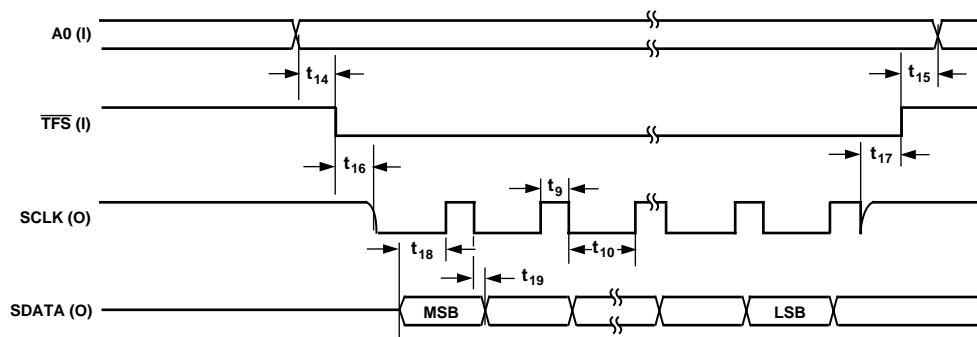 A0 (I)
t14
t15
TFS (I)
t16
t17
t9
SCLK (O)
t18
t10
t19
SDATA (O)
MSB
LSB